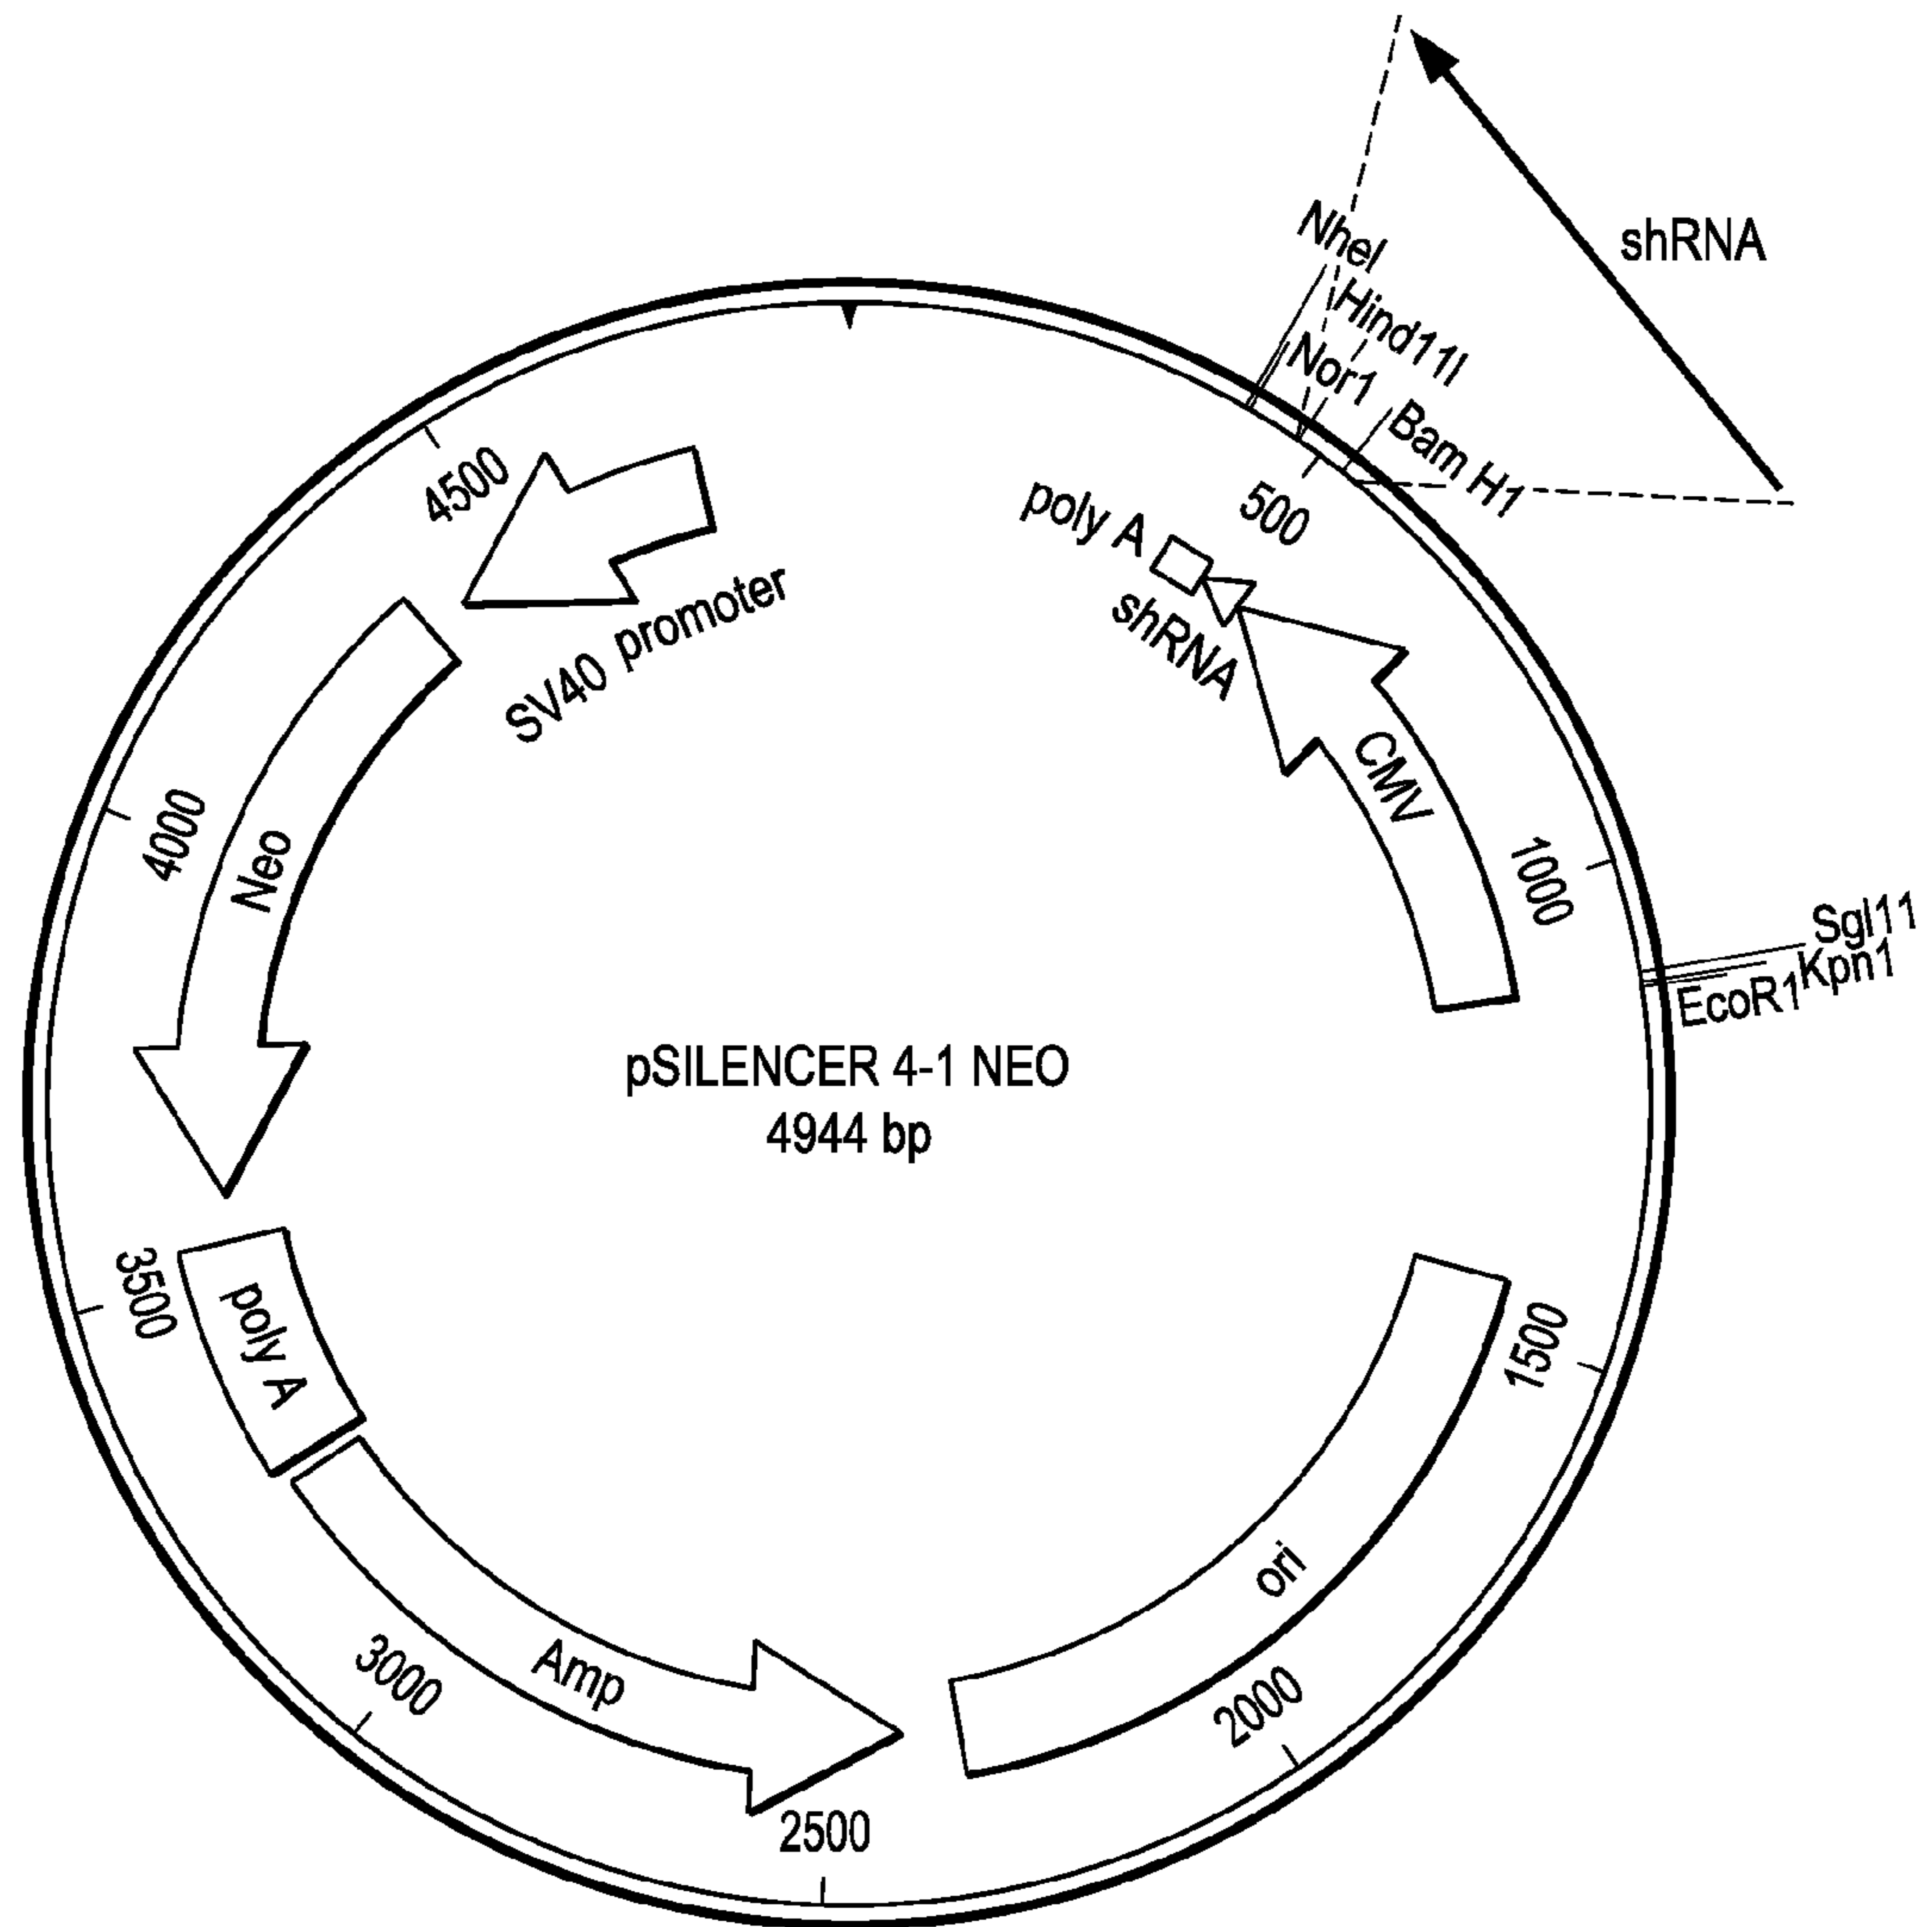 shRNA
NheI
Hind11I
Nor1
Bam H1
4500
500
poly A
shRNA
SV40 promoter
CMV
4000
Neo
1000
Sgl11
Kpn1
EcoR1
pSILENCER 4-1 NEO
4944 bp
3500
poly A
1500
ori
3000
Amp
2000
2500